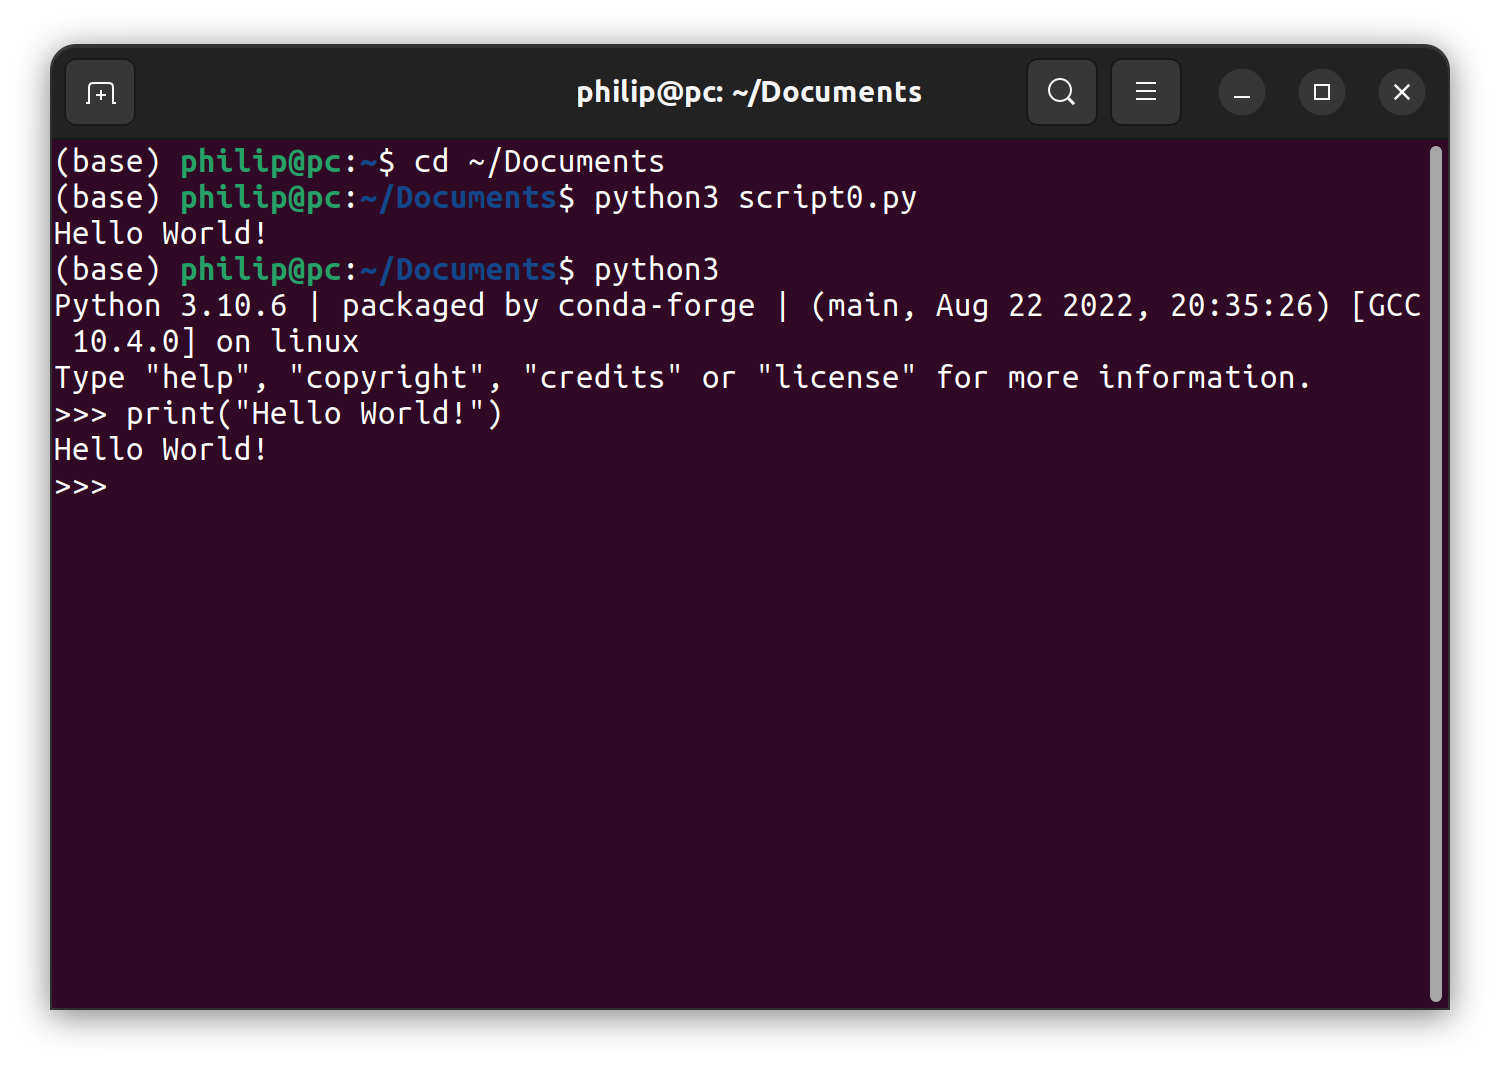 philip@pc: ~/Documents
(base) philip@pc:~$ cd ~/Documents
(base) philip@pc:~/Documents$ python3 script0.py
Hello World!
(base) philip@pc:~/Documents$ python3
Python 3.10.6 | packaged by conda-forge | (main, Aug 22 2022, 20:35:26) [GCC
 10.4.0] on linux
Type "help", "copyright", "credits" or "license" for more information.
>>> print("Hello World!")
Hello World!
>>>